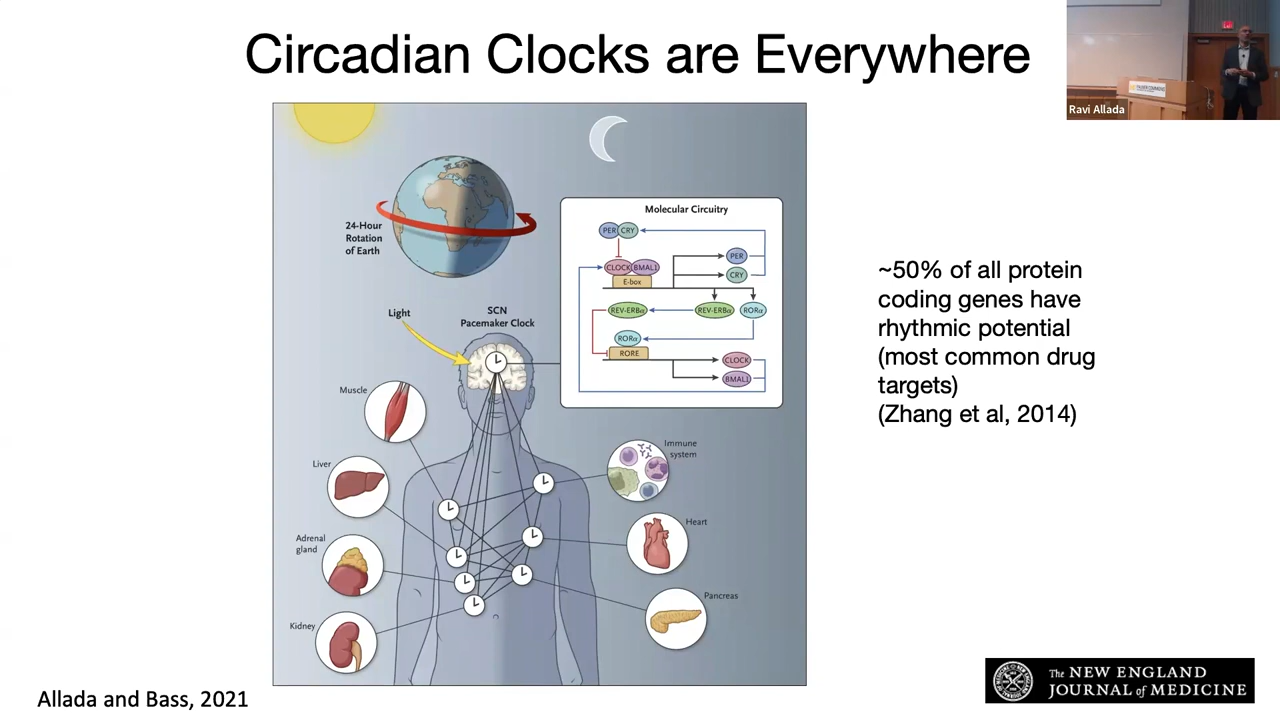 Circadian Clocks are Everywhere
Ravi Allada
24-Hour
Rotation
of Earth
Light
SCN
Pacemaker Clock
Molecular Circuitry
PER CRY
CLOCK BMAL1
E-box
PER
CRY
REV-ERBα
REV-ERBα
RORα
RORα
RORE
CLOCK
BMAL1
Muscle
Liver
Adrenal
gland
Kidney
Immune
system
Heart
Pancreas
~50% of all protein
coding genes have
rhythmic potential
(most common drug
targets)
(Zhang et al, 2014)
Allada and Bass, 2021
The NEW ENGLAND
JOURNAL of MEDICINE